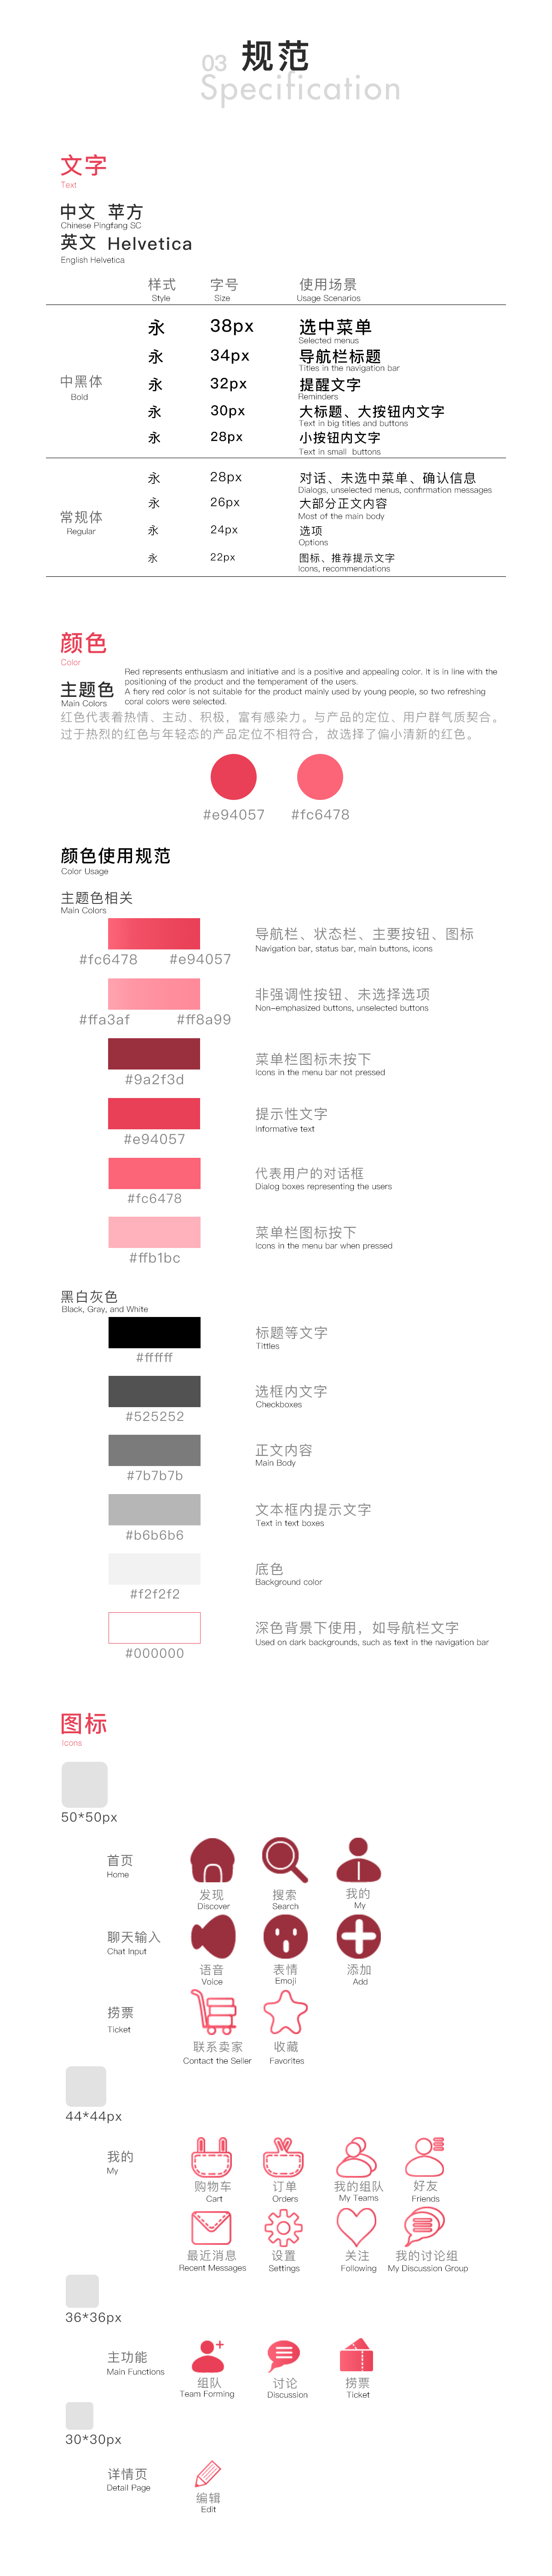 03 规范
Specification
文字
Text
中文 苹方
Chinese Pingfang SC
英文 Helvetica
English Helvetica
样式 字号 使用场景
Style Size Usage Scenarios
永 38px 选中菜单
Selected menus
永 34px 导航栏标题
Titles in the navigation bar
中黑体 永 32px 提醒文字
Bold Reminders
永 30px 大标题、大按钮内文字
Text in big titles and buttons
永 28px 小按钮内文字
Text in small buttons
永 28px 对话、未选中菜单、确认信息
Dialogs, unselected menus, confirmation messages
永 26px 大部分正文内容
Most of the main body
常规体 永 24px 选项
Regular Options
永 22px 图标、推荐提示文字
Icons, recommendations
颜色
Color
主题色
Main Colors
Red represents enthusiasm and initiative and is a positive and appealing color. It is in line with the
positioning of the product and the temperament of the users.
A fiery red color is not suitable for the product mainly used by young people, so two refreshing
coral colors were selected.
红色代表着热情、主动、积极，富有感染力。与产品的定位、用户群气质契合。
过于热烈的红色与年轻态的产品定位不相符合，故选择了偏小清新的红色。
#e94057 #fc6478
颜色使用规范
Color Usage
主题色相关
Main Colors
导航栏、状态栏、主要按钮、图标
Navigation bar, status bar, main buttons, icons
#fc6478 #e94057
非强调性按钮、未选择选项
Non-emphasized buttons, unselected buttons
#ffa3af #ff8a99
菜单栏图标未按下
Icons in the menu bar not pressed
#9a2f3d
提示性文字
Informative text
#e94057
代表用户的对话框
Dialog boxes representing the users
#fc6478
菜单栏图标按下
Icons in the menu bar when pressed
#ffb1bc
黑白灰色
Black, Gray, and White
标题等文字
Tittles
#ffffff
选框内文字
Checkboxes
#525252
正文内容
Main Body
#7b7b7b
文本框内提示文字
Text in text boxes
#b6b6b6
底色
Background color
#f2f2f2
深色背景下使用，如导航栏文字
Used on dark backgrounds, such as text in the navigation bar
#000000
图标
Icons
50*50px
首页
Home
发现 搜索 我的
Discover Search My
聊天输入
Chat Input
语音 表情 添加
Voice Emoji Add
捞票
Ticket
联系卖家 收藏
Contact the Seller Favorites
44*44px
我的
My
购物车 订单 我的组队 好友
Cart Orders My Teams Friends
最近消息 设置 关注 我的讨论组
Recent Messages Settings Following My Discussion Group
36*36px
主功能
Main Functions
组队 讨论 捞票
Team Forming Discussion Ticket
30*30px
详情页
Detail Page
编辑
Edit